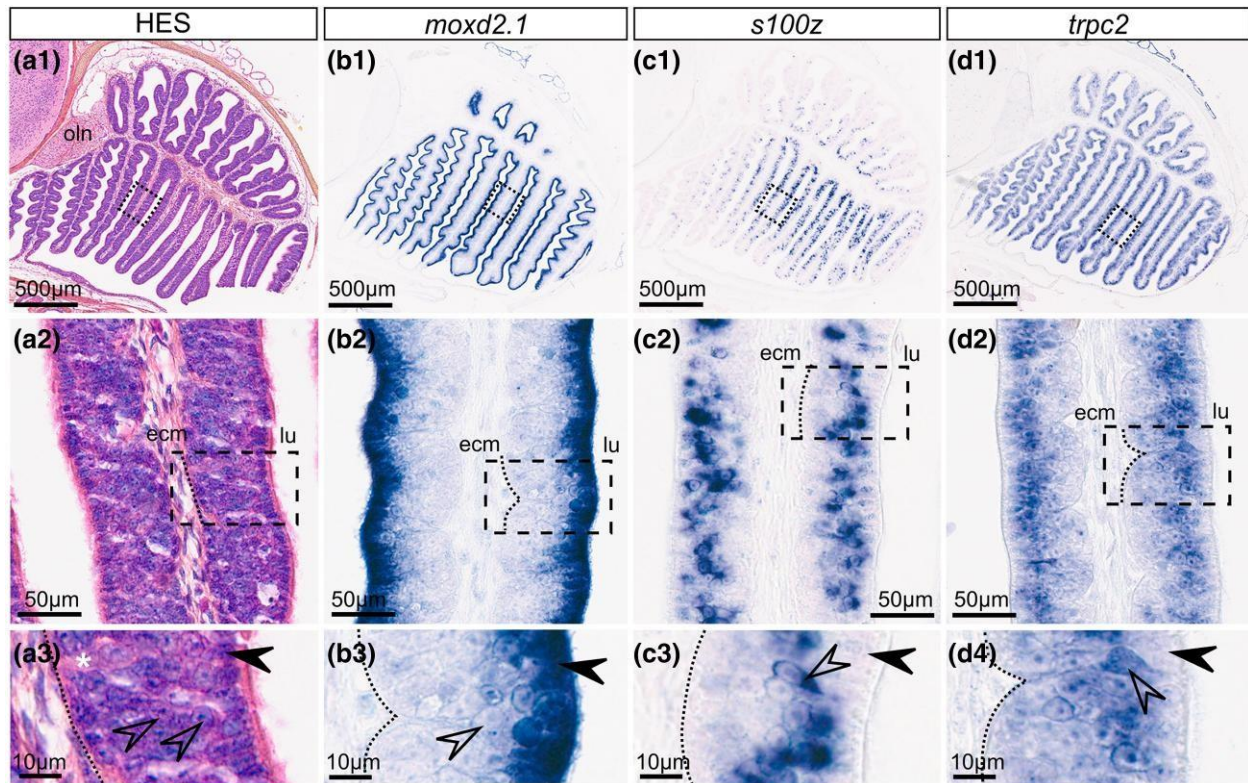 HES moxd2.1 s100z trpc2
(a1) (b1) (c1) (d1)
oln
500µm 500µm 500µm 500µm
(a2) (b2) (c2) (d2)
ecm lu
ecm lu
ecm lu
ecm lu
50µm 50µm 50µm 50µm
(a3) (b3) (c3) (d4)
*
10µm 10µm 10µm 10µm